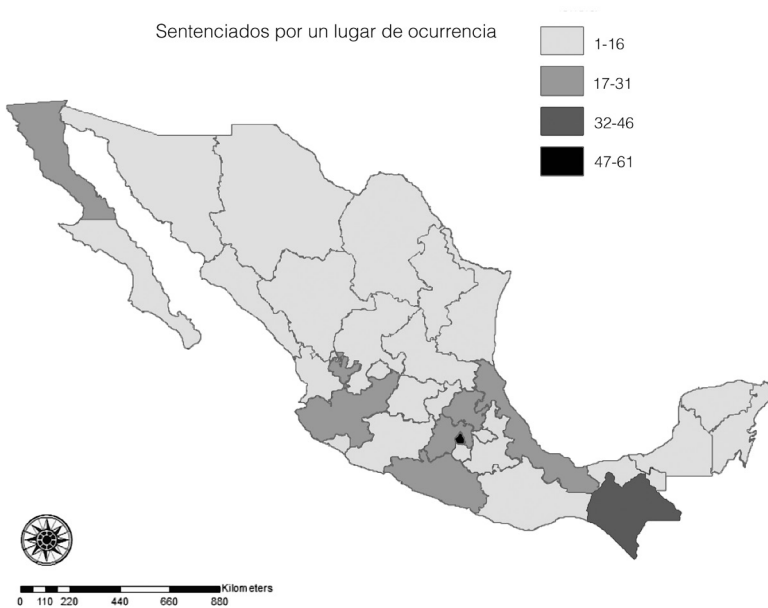 Sentenciados por un lugar de ocurrencia
1-16
17-31
32-46
47-61
Kilometers
0 110 220 440 660 880